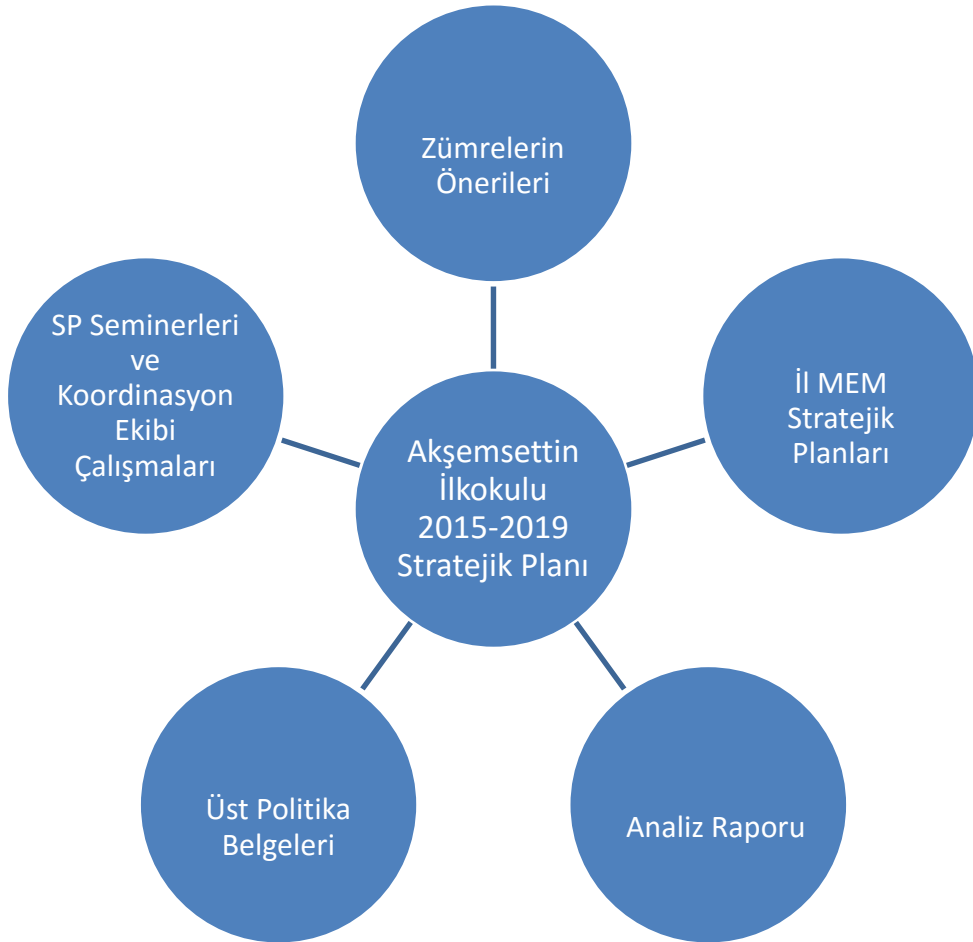 Zümrelerin
Önerileri
SP Seminerleri
ve
Koordinasyon
Ekibi
Çalışmaları
İl MEM
Stratejik
Planları
Akşemsettin
İlkokulu
2015-2019
Stratejik Planı
Üst Politika
Belgeleri
Analiz Raporu